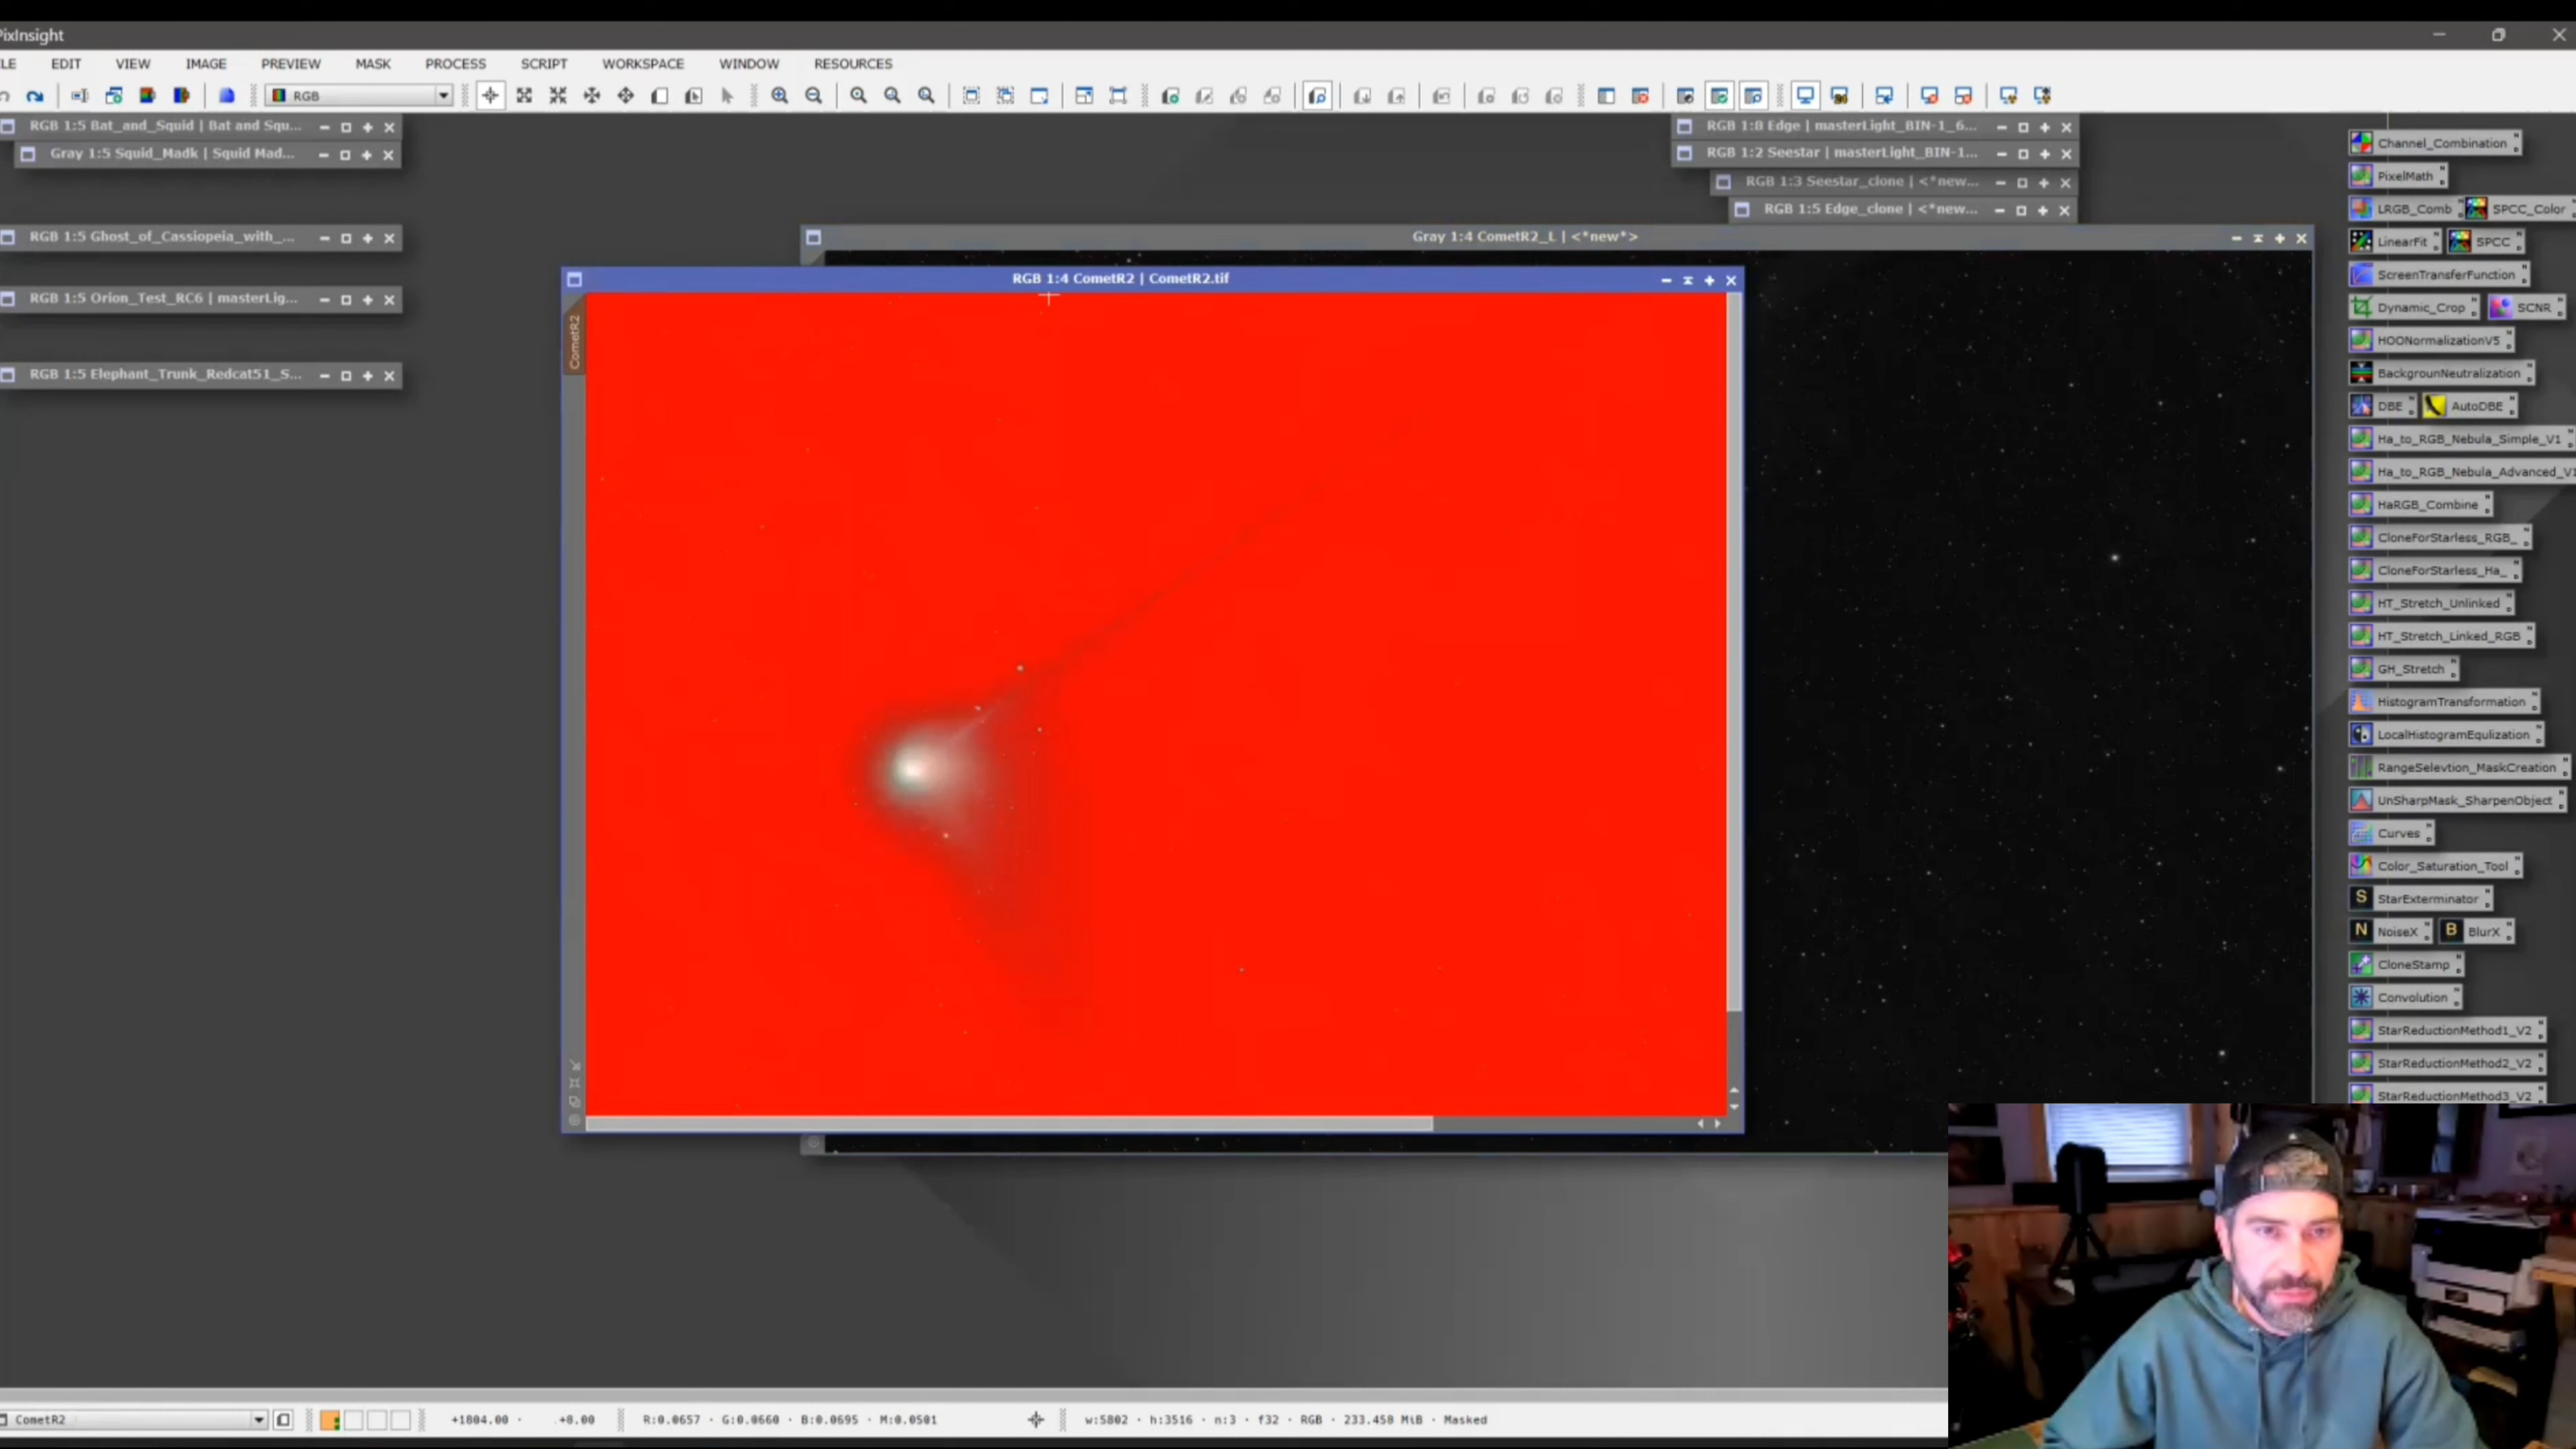 PixInsight
LE EDIT VIEW IMAGE PREVIEW MASK PROCESS SCRIPT WORKSPACE WINDOW RESOURCES
RGB
RGB 1:5 Bat_and_Squid | Bat and Squ...
Gray 1:5 Squid_Madk | Squid Mad...
RGB 1:5 Ghost_of_Cassiopeia_with_...
RGB 1:5 Orion_Test_RC6 | masterLig...
RGB 1:5 Elephant_Trunk_Redcat51_S...
RGB 1:8 Edge | masterLight_BIN-1_6...
RGB 1:2 Seestar | masterLight_BIN-1...
RGB 1:3 Seestar_clone | <*new...
RGB 1:5 Edge_clone | <*new...
Gray 1:4 CometR2_L | <*new*>
RGB 1:4 CometR2 | CometR2.tif
CometR2
Channel_Combination
PixelMath
LRGB_Comb SPCC_Color
LinearFit SPCC
ScreenTransferFunction
Dynamic_Crop SCNR
HOONormalizationV5
BackgrounNeutralization
DBE AutoDBE
Ha_to_RGB_Nebula_Simple_V1
Ha_to_RGB_Nebula_Advanced_V1
HaRGB_Combine
CloneForStarless_RGB_
CloneForStarless_Ha_
HT_Stretch_Unlinked
HT_Stretch_Linked_RGB
GH_Stretch
HistogramTransformation
LocalHistogramEqulization
RangeSelevtion_MaskCreation
UnSharpMask_SharpenObject
Curves
Color_Saturation_Tool
S StarExterminator
N NoiseX B BlurX
CloneStamp
Convolution
StarReductionMethod1_V2
StarReductionMethod2_V2
StarReductionMethod3_V2
CometR2 +1804.00 · +8.00 R:0.0657 · G:0.0660 · B:0.0695 · M:0.0501 w:5802 · h:3516 · n:3 · f32 · RGB · 233.458 MiB · Masked